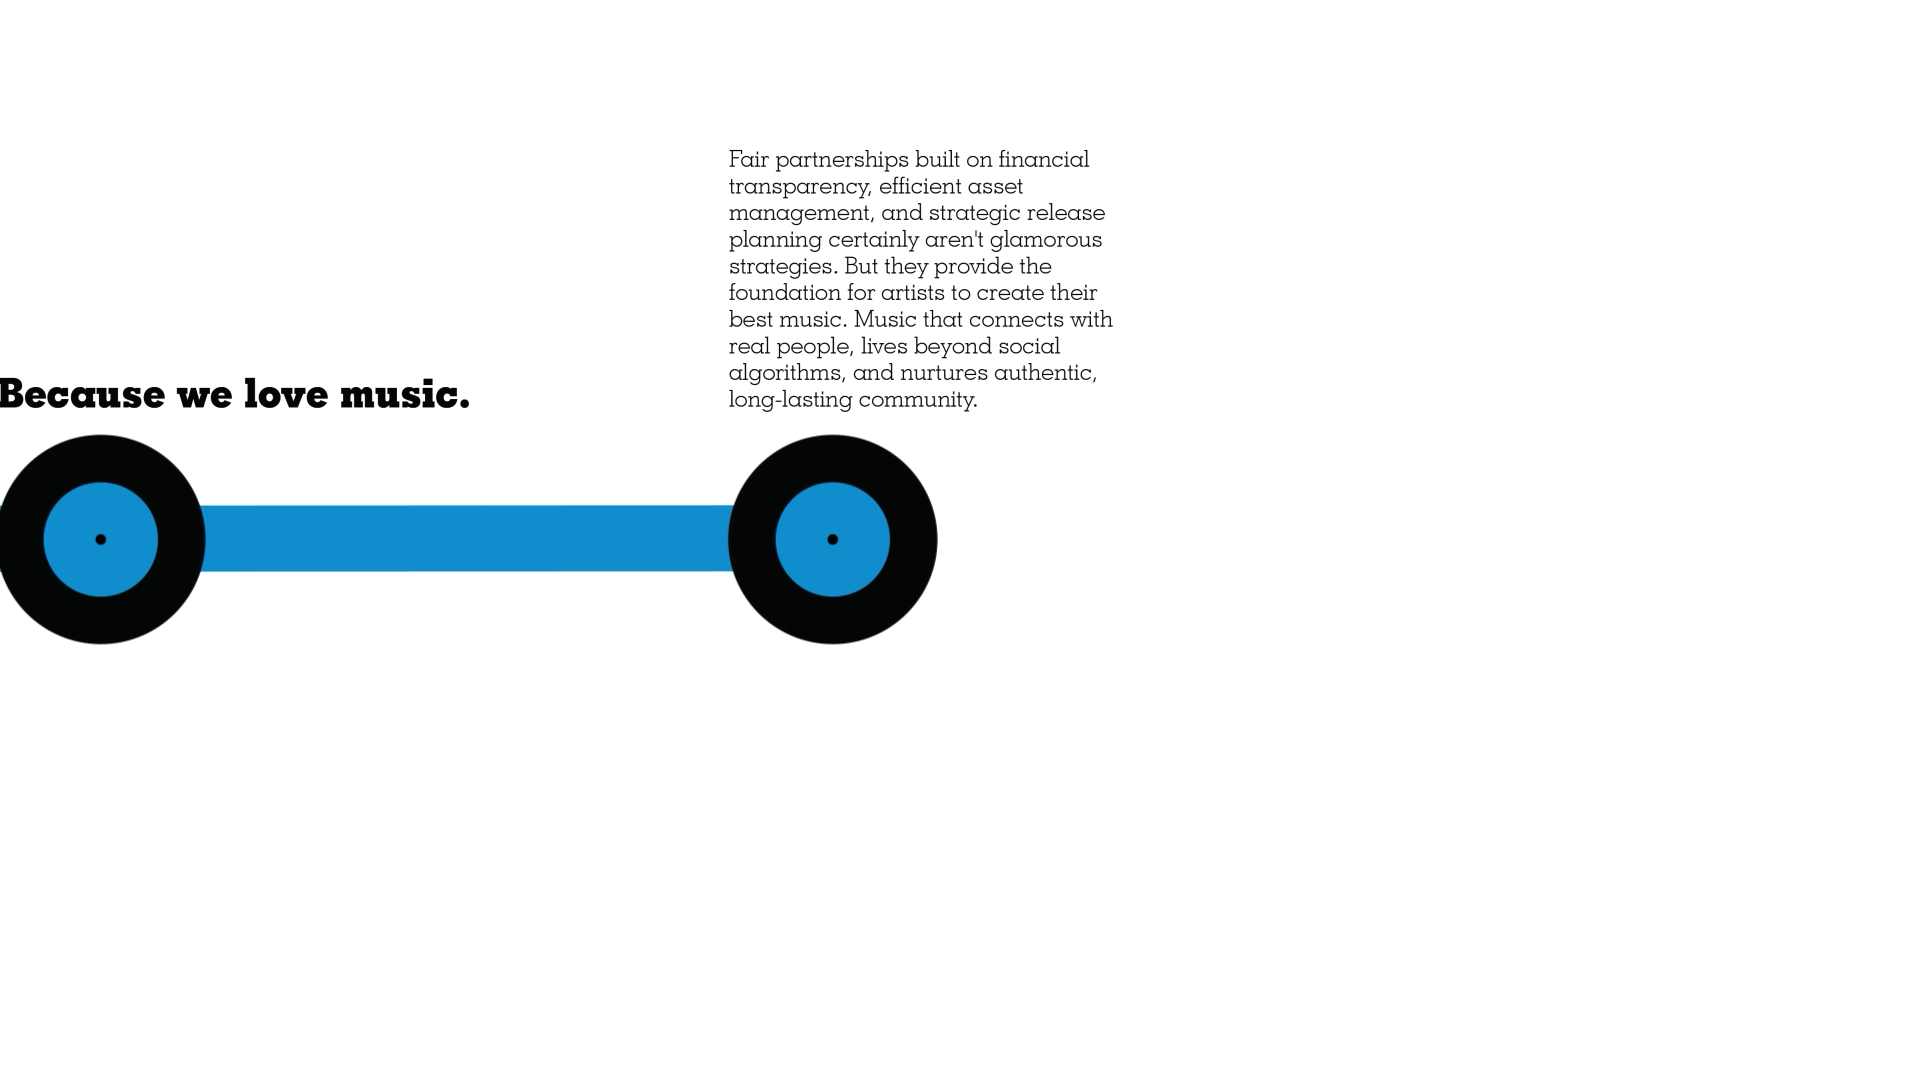 Because we love music.
Fair partnerships built on financial
transparency, efficient asset
management, and strategic release
planning certainly aren't glamorous
strategies. But they provide the
foundation for artists to create their
best music. Music that connects with
real people, lives beyond social
algorithms, and nurtures authentic,
long-lasting community.